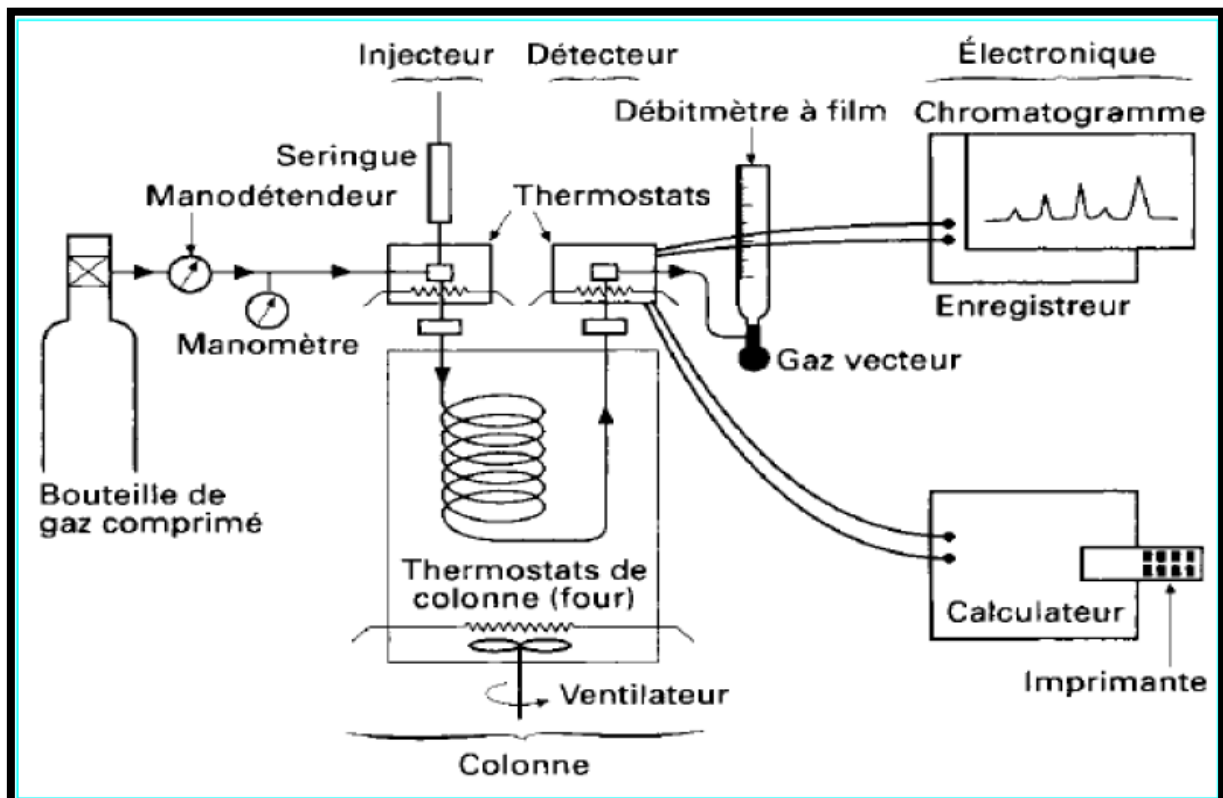 Injecteur
Détecteur
Électronique
Chromatogramme
Débitmètre à film
Seringue
Manodétendeur
Thermostats
Enregistreur
Manomètre
Gaz vecteur
Bouteille de
gaz comprimé
Thermostats de
colonne (four)
Calculateur
Imprimante
Ventilateur
Colonne